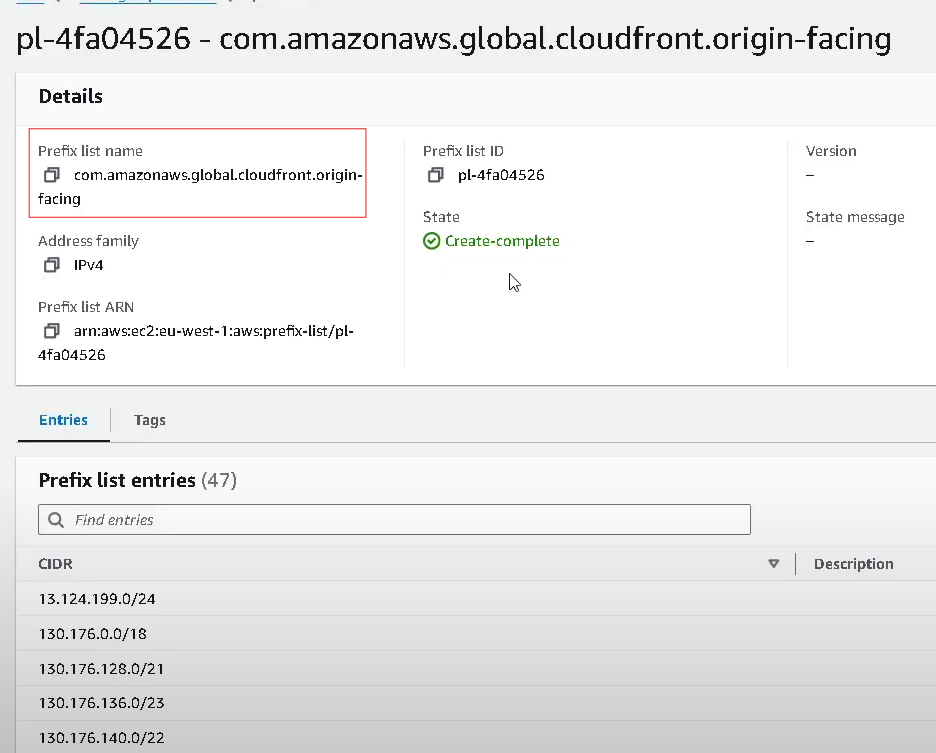 pl-4fa04526 - com.amazonaws.global.cloudfront.origin-facing
Details
Prefix list name
com.amazonaws.global.cloudfront.origin-
facing
Address family
IPv4
Prefix list ARN
arn:aws:ec2:eu-west-1:aws:prefix-list/pl-
4fa04526
Prefix list ID
pl-4fa04526
State
Create-complete
Version
–
State message
–
Entries
Tags
Prefix list entries (47)
Find entries
CIDR
Description
13.124.199.0/24
130.176.0.0/18
130.176.128.0/21
130.176.136.0/23
130.176.140.0/22